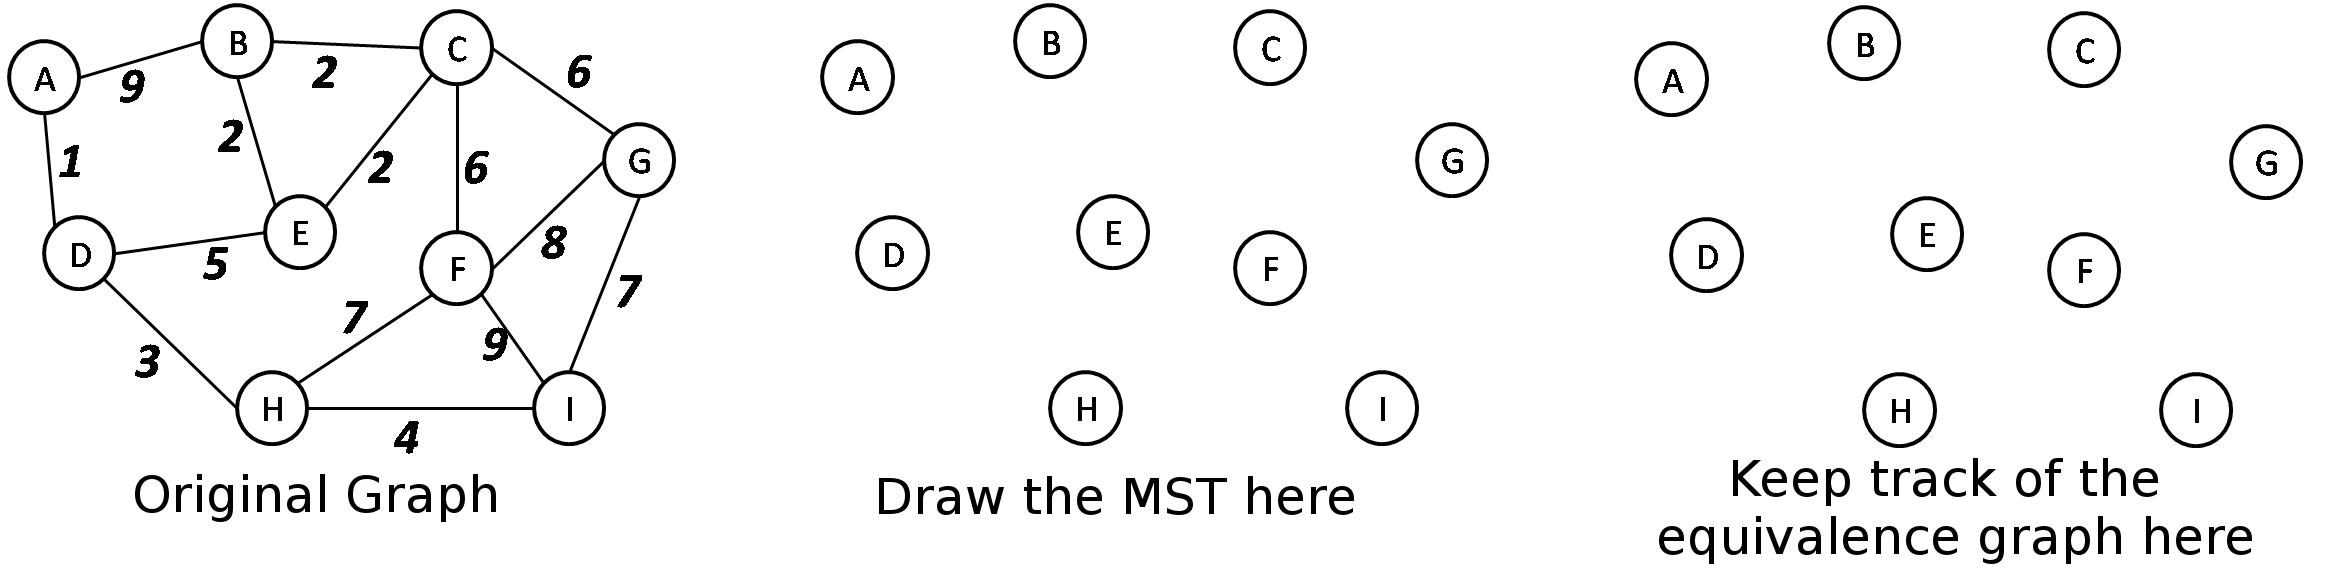 A
B
C
G
D
E
F
H
I
9
2
6
1
2
2
6
5
8
7
7
3
9
4
Original Graph
A
B
C
G
D
E
F
H
I
Draw the MST here
A
B
C
G
D
E
F
H
I
Keep track of the
equivalence graph here